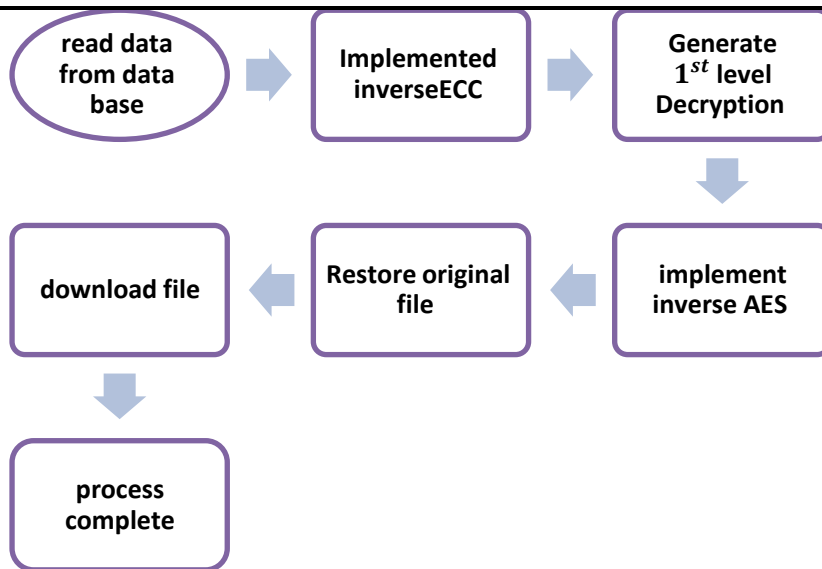 read data
from data
base
Implemented
inverseECC
Generate
1st level
Decryption
implement
inverse AES
Restore original
file
download file
process
complete